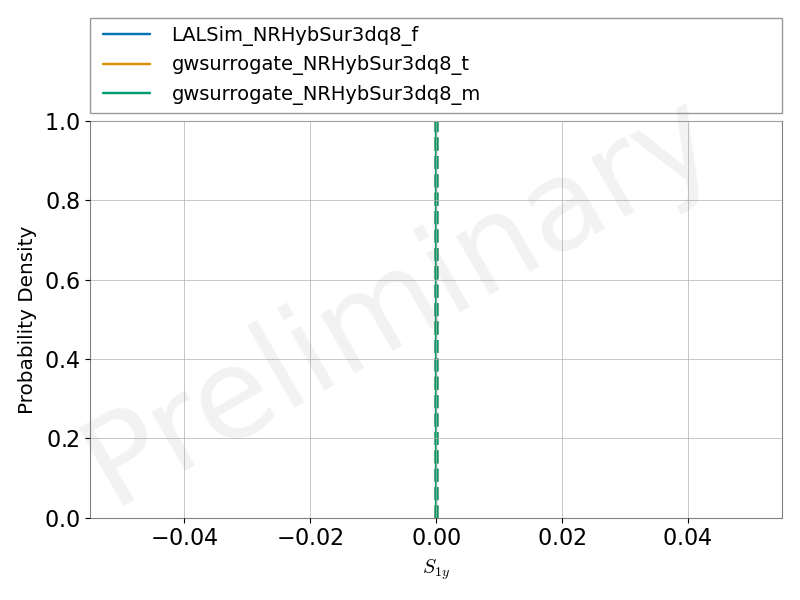 LALSim_NRHybSur3dq8_f
gwsurrogate_NRHybSur3dq8_t
gwsurrogate_NRHybSur3dq8_m
1.0
0.8
0.6
0.4
0.2
0.0
Probability Density
Preliminary
−0.04 −0.02 0.00 0.02 0.04
S1y